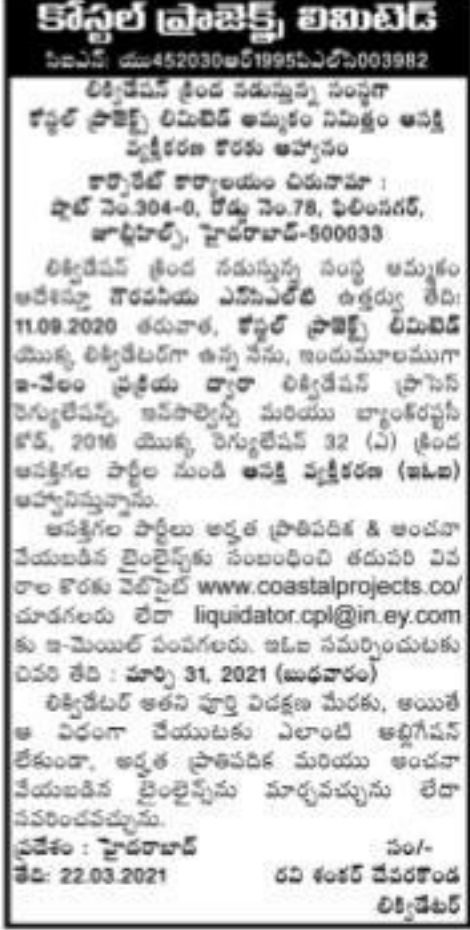 కోస్టల్ ప్రాజెక్ట్స్ లిమిటెడ్
సిఐఎన్: యు452030ఆర్1995పిఎల్‌సి003982
లిక్విడేషన్ క్రింద నడుస్తున్న సంస్థగా
కోస్టల్ ప్రాజెక్ట్స్ లిమిటెడ్ అమ్మకం నిమిత్తం ఆసక్తి
వ్యక్తీకరణ కొరకు ఆహ్వానం
కార్పొరేట్ కార్యాలయం చిరునామా :
ప్లాట్ నెం.304-0, రోడ్డు నెం.78, ఫిలింనగర్,
జూబ్లీహిల్స్, హైదరాబాద్-500033
లిక్విడేషన్ క్రింద నడుస్తున్న సంస్థ అమ్మకం
ఆదేశిస్తూ గౌరవనీయ ఎన్‌సిఎల్‌టి ఉత్తర్వు తేది:
11.09.2020 తరువాత, కోస్టల్ ప్రాజెక్ట్స్ లిమిటెడ్
యొక్క లిక్విడేటర్‌గా ఉన్న నేను, ఇందుమూలముగా
ఇ-వేలం ప్రక్రియ ద్వారా లిక్విడేషన్ ప్రాసెస్
రెగ్యులేషన్స్, ఇన్‌సాల్వెన్సీ మరియు బ్యాంక్‌రప్టసీ
కోడ్, 2016 యొక్క రెగ్యులేషన్ 32 (ఎ) క్రింద
ఆసక్తిగల పార్టీల నుండి ఆసక్తి వ్యక్తీకరణ (ఇఓఐ)
ఆహ్వానిస్తున్నాను.
ఆసక్తిగల పార్టీలు అర్హత ప్రాతిపదిక & అంచనా
వేయబడిన టైంలైన్స్‌కు సంబంధించి తదుపరి వివ
రాల కొరకు వెబ్‌సైట్ www.coastalprojects.co/
చూడగలరు లేదా liquidator.cpl@in.ey.com
కు ఇ-మెయిల్ పంపగలరు. ఇఓఐ సమర్పించుటకు
చివరి తేది : మార్చి 31, 2021 (బుధవారం)
లిక్విడేటర్ అతని పూర్తి విచక్షణ మేరకు, అయితే
ఆ విధంగా చేయుటకు ఎలాంటి ఆబ్లిగేషన్
లేకుండా, అర్హత ప్రాతిపదిక మరియు అంచనా
వేయబడిన టైంలైన్స్‌ను మార్చవచ్చును లేదా
సవరించవచ్చును.
ప్రదేశం : హైదరాబాద్ సం/-
తేది: 22.03.2021 రవి శంకర్ దేవరకొండ
లిక్విడేటర్